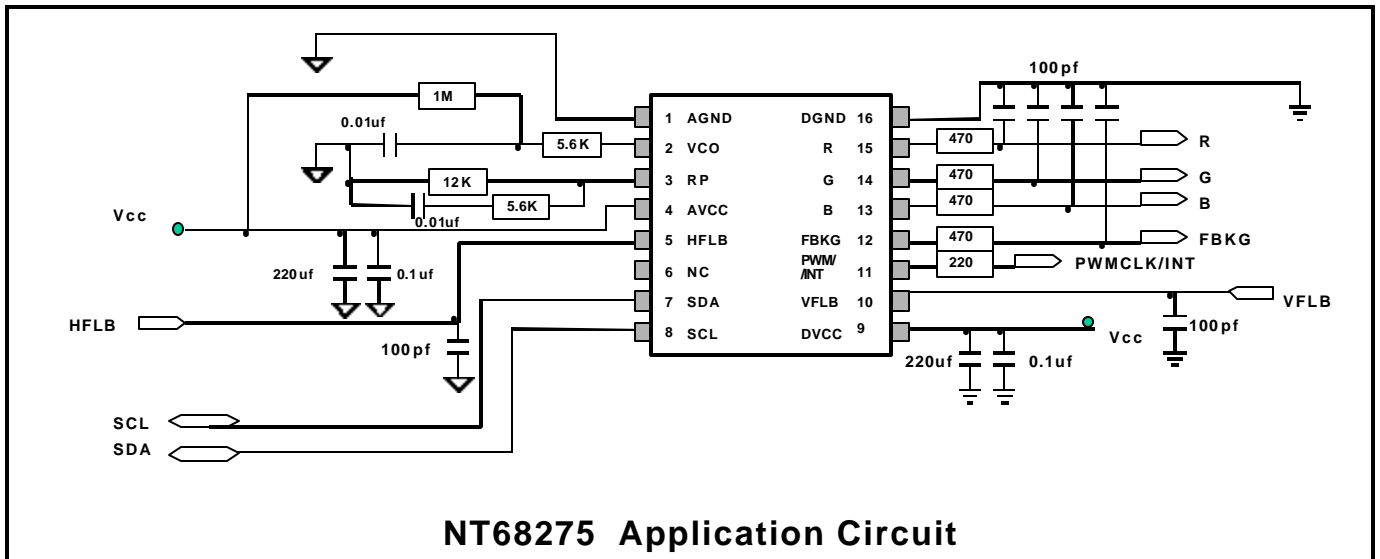 100pf
1M
0.01uf
1 AGND DGND 16
5.6K 2 VCO R 15 470 R
12K 3 RP G 14 470 G
5.6K 4 AVCC B 13 470 B
0.01uf
Vcc
5 HFLB FBKG 12 470 FBKG
6 NC PWM/ /INT 11 220 PWMCLK/INT
220uf 0.1uf
7 SDA VFLB 10 VFLB
HFLB
8 SCL DVCC 9 Vcc 100pf
100pf
220uf 0.1uf
SCL
SDA
NT68275 Application Circuit